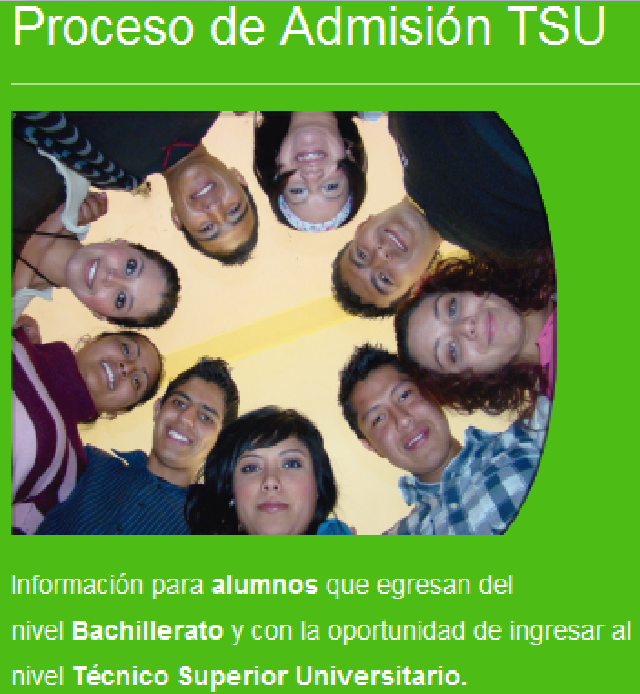 Proceso de Admisión TSU
Información para alumnos que egresan del
nivel Bachillerato y con la oportunidad de ingresar al
nivel Técnico Superior Universitario.